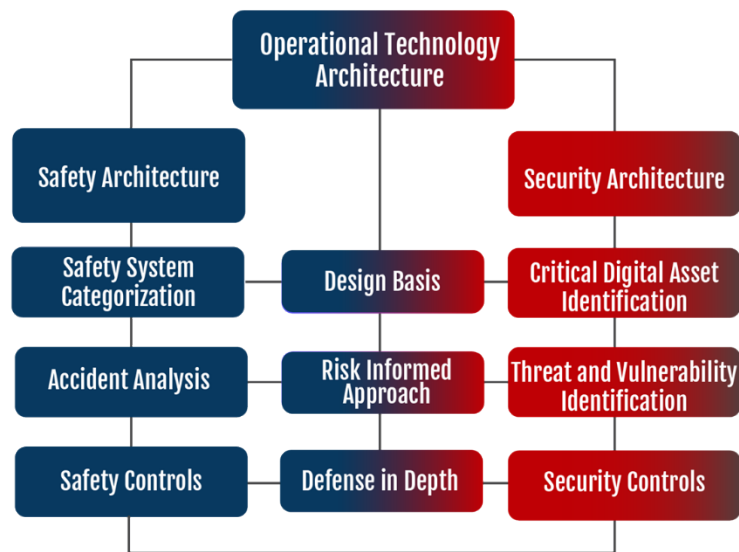 Operational Technology
Architecture
Safety Architecture
Security Architecture
Safety System
Categorization
Design Basis
Critical Digital Asset
Identification
Accident Analysis
Risk Informed
Approach
Threat and Vulnerability
Identification
Safety Controls
Defense in Depth
Security Controls